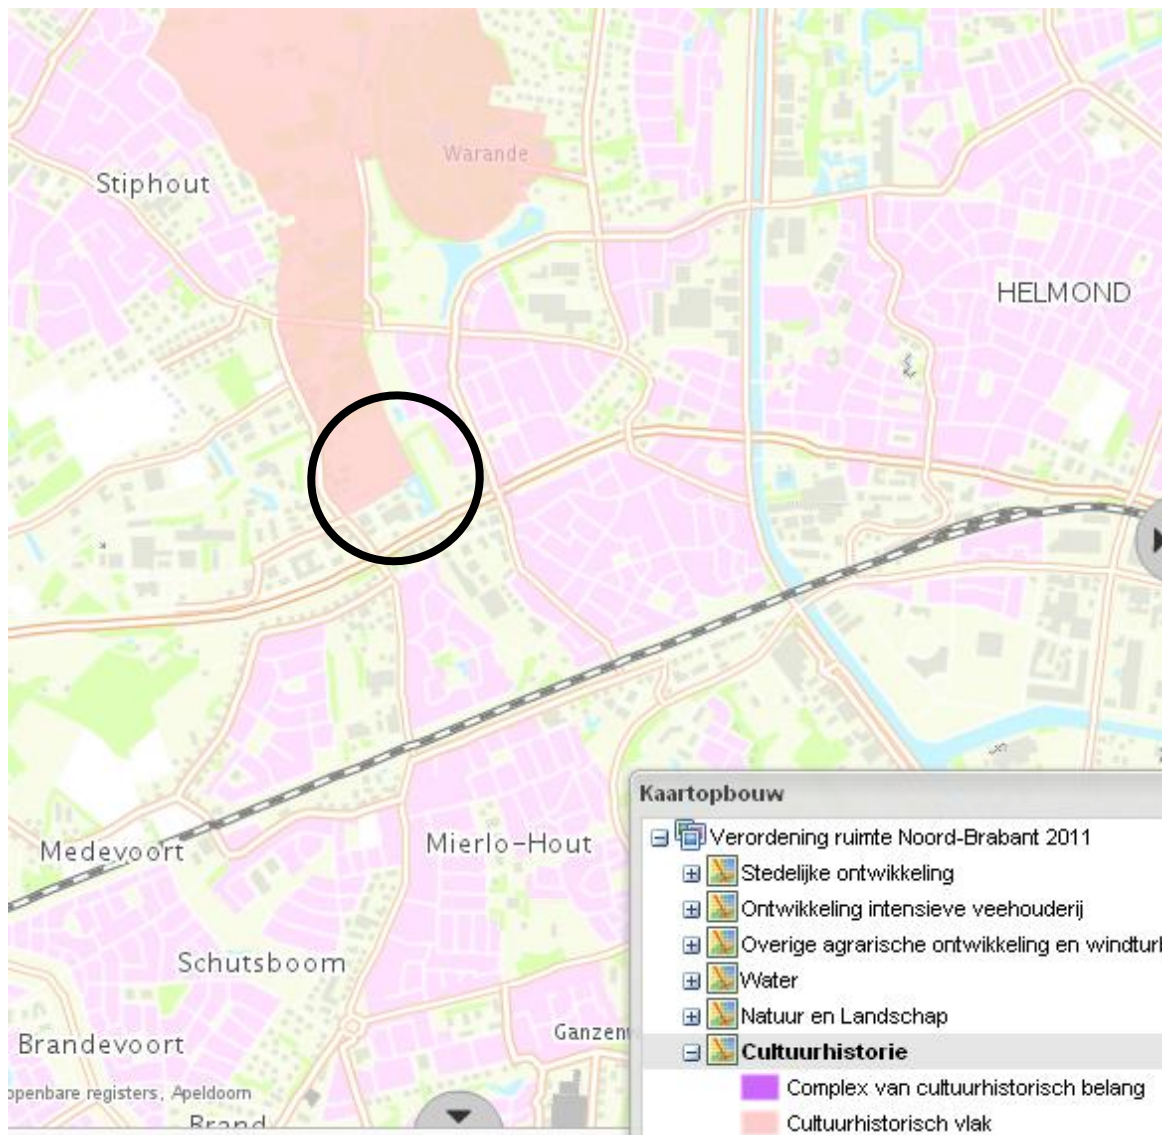 Warande
Stiphout
HELMOND
Kaartopbouw
Verordening ruimte Noord-Brabant 2011
Mierlo-Hout
Medevoort
Stedelijke ontwikkeling
Ontwikkeling intensieve veehouderij
Overige agrarische ontwikkeling en
Schutsboom
Water
Natuur en Landschap
Brandevoort
Cultuurhistorie
openbare registers, Apeldoorn
Complex van cultuurhistorisch belang
Brand
Cultuurhistorisch vlak